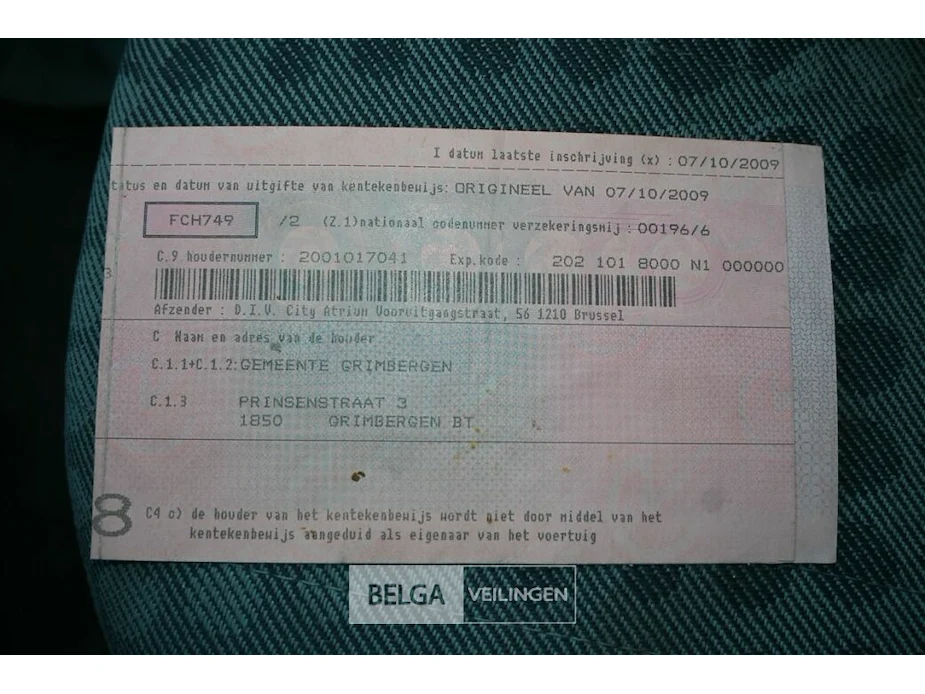 I datum laatste inschrijving (x) : 07/10/2009
tatus en datum van uitgifte van kentekenbewijs: ORIGINEEL VAN 07/10/2009
FCH749 /2 (Z.1)nationaal codenummer verzekeringsmij : 00196/6
C.9 houdernummer : 2001017041 Exp.kode : 202 101 8000 N1 000000
Afzender : D.I.V. City Atrium Vooruitgangstraat, 56 1210 Brussel
C Naam en adres van de houder
C.1.1+C.1.2:GEMEENTE GRIMBERGEN
C.1.3 PRINSENSTRAAT 3
1850 GRIMBERGEN BT
8
C4 c) de houder van het kentekenbewijs wordt niet door middel van het
kentekenbewijs aangeduid als eigenaar van het voertuig
BELGA VEILINGEN